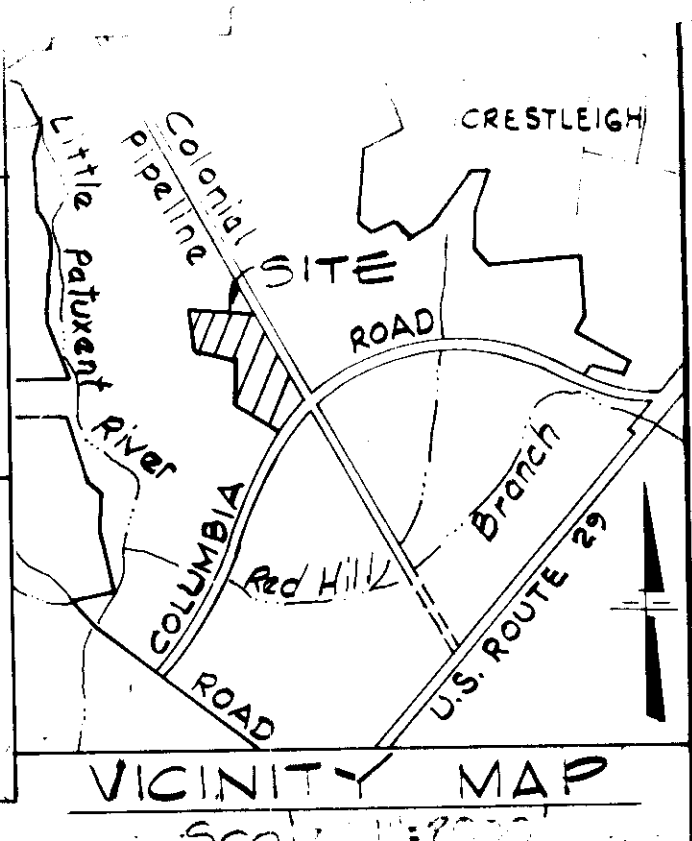 CRESTLEIGH
Little Patuxent River
Colonial
Pipeline
SITE
ROAD
COLUMBIA
Red Hill Branch
U.S. ROUTE 29
ROAD
VICINITY MAP